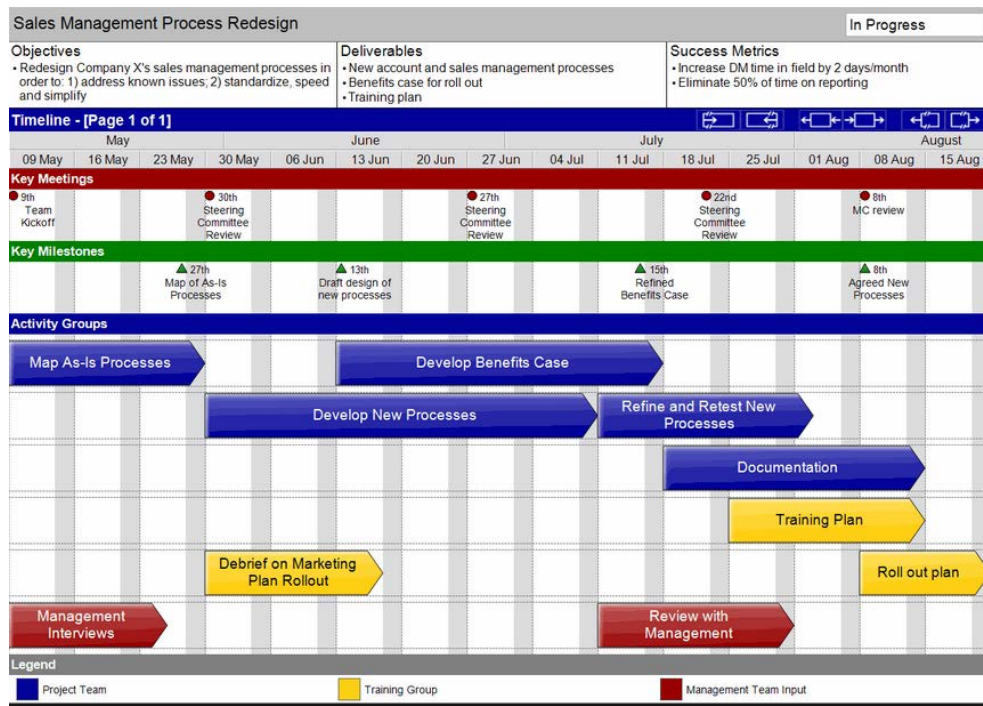 Sales Management Process Redesign
In Progress
Objectives
• Redesign Company X's sales management processes in
order to: 1) address known issues; 2) standardize, speed
and simplify
Deliverables
• New account and sales management processes
• Benefits case for roll out
• Training plan
Success Metrics
• Increase DM time in field by 2 days/month
• Eliminate 50% of time on reporting
Timeline - [Page 1 of 1]
May June July August
09 May 16 May 23 May 30 May 06 Jun 13 Jun 20 Jun 27 Jun 04 Jul 11 Jul 18 Jul 25 Jul 01 Aug 08 Aug 15 Aug
Key Meetings
9th
Team
Kickoff
30th
Steering
Committee
Review
27th
Steering
Committee
Review
22nd
Steering
Committee
Review
8th
MC review
Key Milestones
27th
Map of As-Is
Processes
13th
Draft design of
new processes
15th
Refined
Benefits Case
8th
Agreed New
Processes
Activity Groups
Map As-Is Processes
Develop Benefits Case
Develop New Processes
Refine and Retest New
Processes
Documentation
Training Plan
Debrief on Marketing
Plan Rollout
Roll out plan
Management
Interviews
Review with
Management
Legend
Project Team
Training Group
Management Team Input